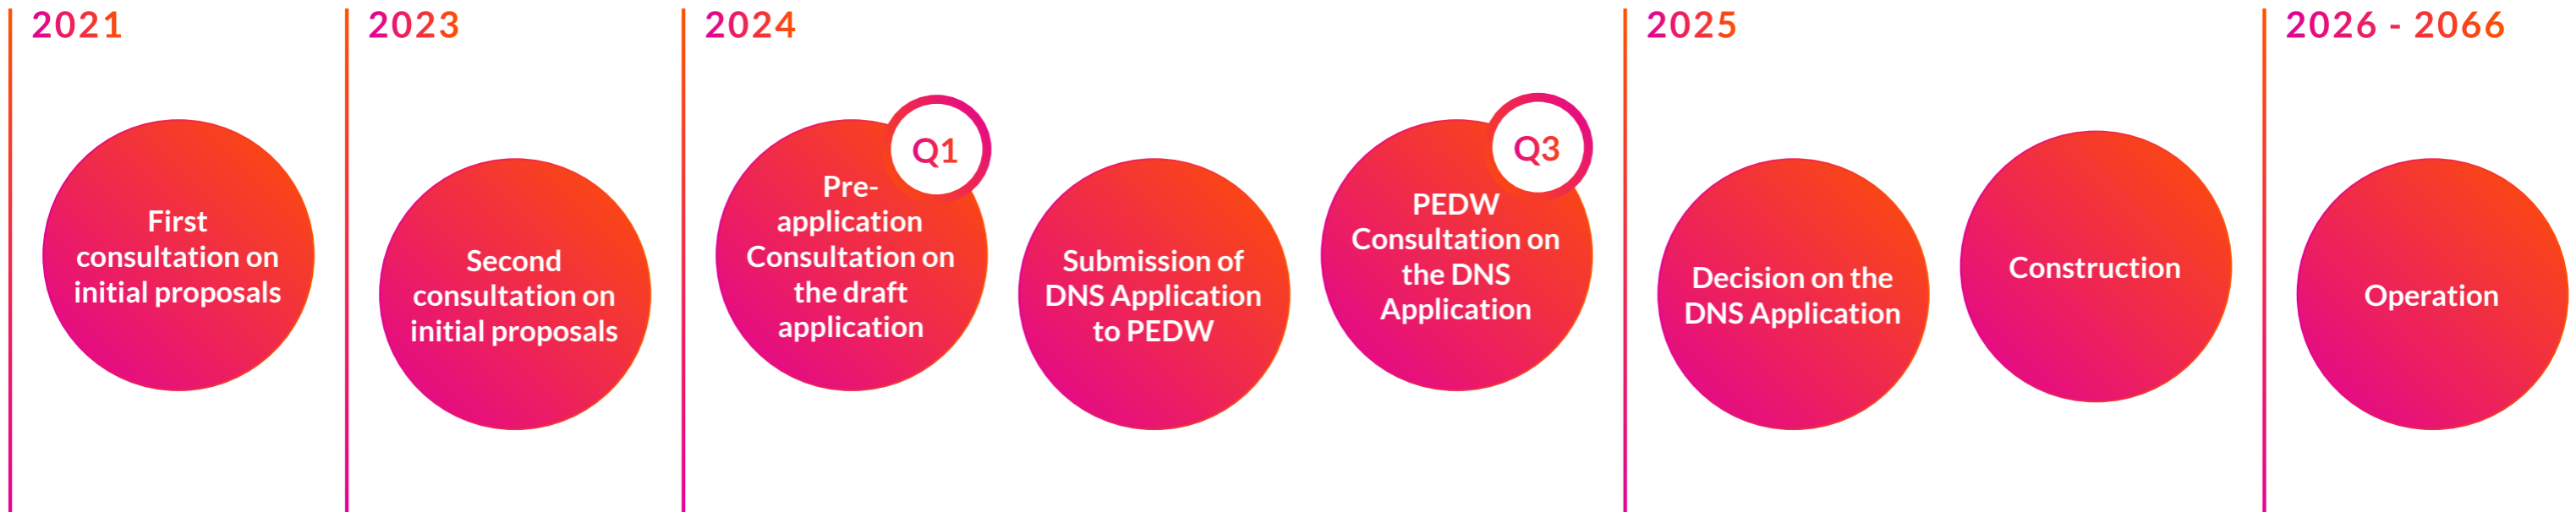 2021
First
consultation on
initial proposals
2023
Second
consultation on
initial proposals
2024
Q1
Pre-
application
Consultation on
the draft
application
Submission of
DNS Application
to PEDW
Q3
PEDW
Consultation on
the DNS
Application
2025
Decision on the
DNS Application
Construction
2026 - 2066
Operation